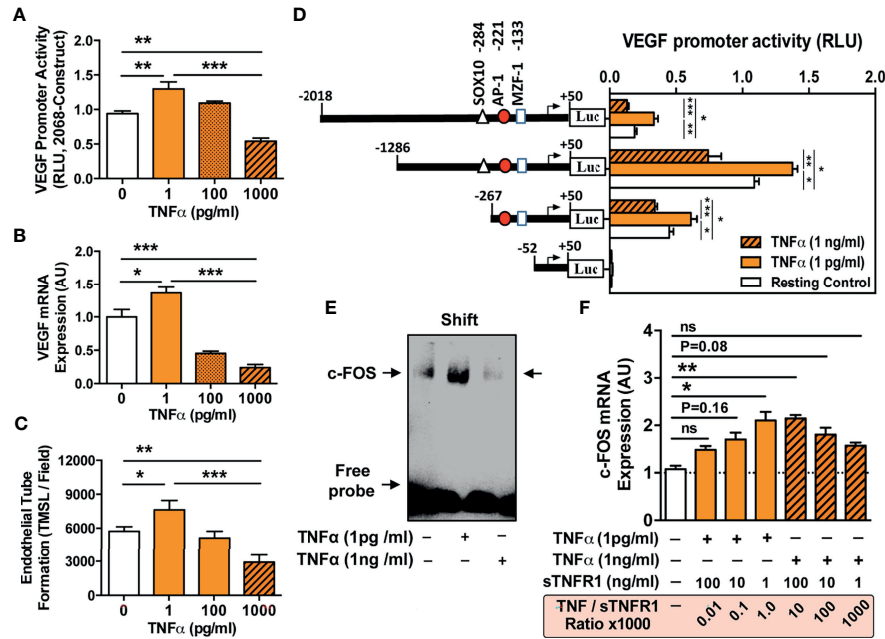 A
VEGF Promoter Activity
(RLU, 2068-Construct)
2.0
1.5
1.0
0.5
0.0
**
**
***
0
1
100
1000
TNFα (pg/ml)
B
VEGF mRNA
Expression (AU)
2.0
1.5
1.0
0.5
0.0
***
*
***
0
1
100
1000
TNFα (pg/ml)
C
Endothelial Tube
Formation (TMSL / Field)
12000
9000
6000
3000
0
**
*
***
0
1
100
1000
TNFα (pg/ml)
D
VEGF promoter activity (RLU)
0.0
0.5
1.0
1.5
2.0
SOX10 -284
AP-1 -221
MZF-1 -133
-2018
+50
Luc
***
**
*
-1286
+50
Luc
**
*
*
-267
+50
Luc
***
*
*
-52
+50
Luc
TNFα (1 ng/ml)
TNFα (1 pg/ml)
Resting Control
E
Shift
c-FOS
Free
probe
TNFα (1pg /ml) – + –
TNFα (1ng /ml) – – +
F
c-FOS mRNA
Expression (AU)
4
3
2
1
0
ns
P=0.08
**
*
P=0.16
ns
TNFα (1pg/ml) – + + +
TNFα (1ng/ml) – + + +
sTNFR1 (ng/ml) – 100 10 1 100 10 1
TNF / sTNFR1
Ratio x1000
– 0.01 0.1 1.0 10 100 1000